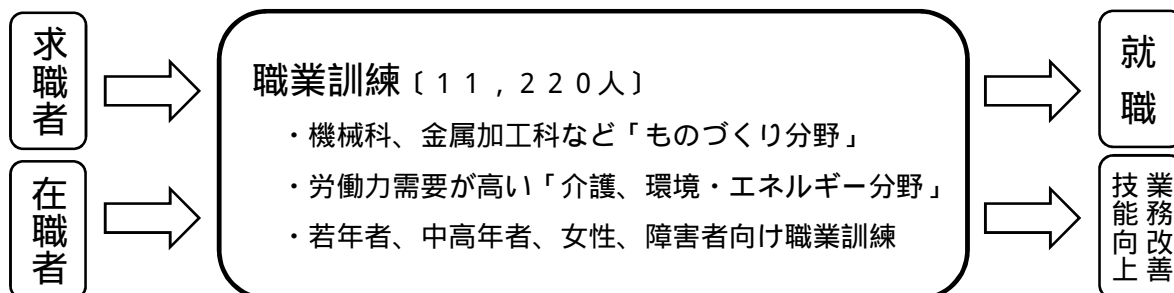 求職者
在職者
職業訓練〔11,220人〕
・機械科、金属加工科など「ものづくり分野」
・労働力需要が高い「介護、環境・エネルギー分野」
・若年者、中高年者、女性、障害者向け職業訓練
就職
業務改善
技能向上